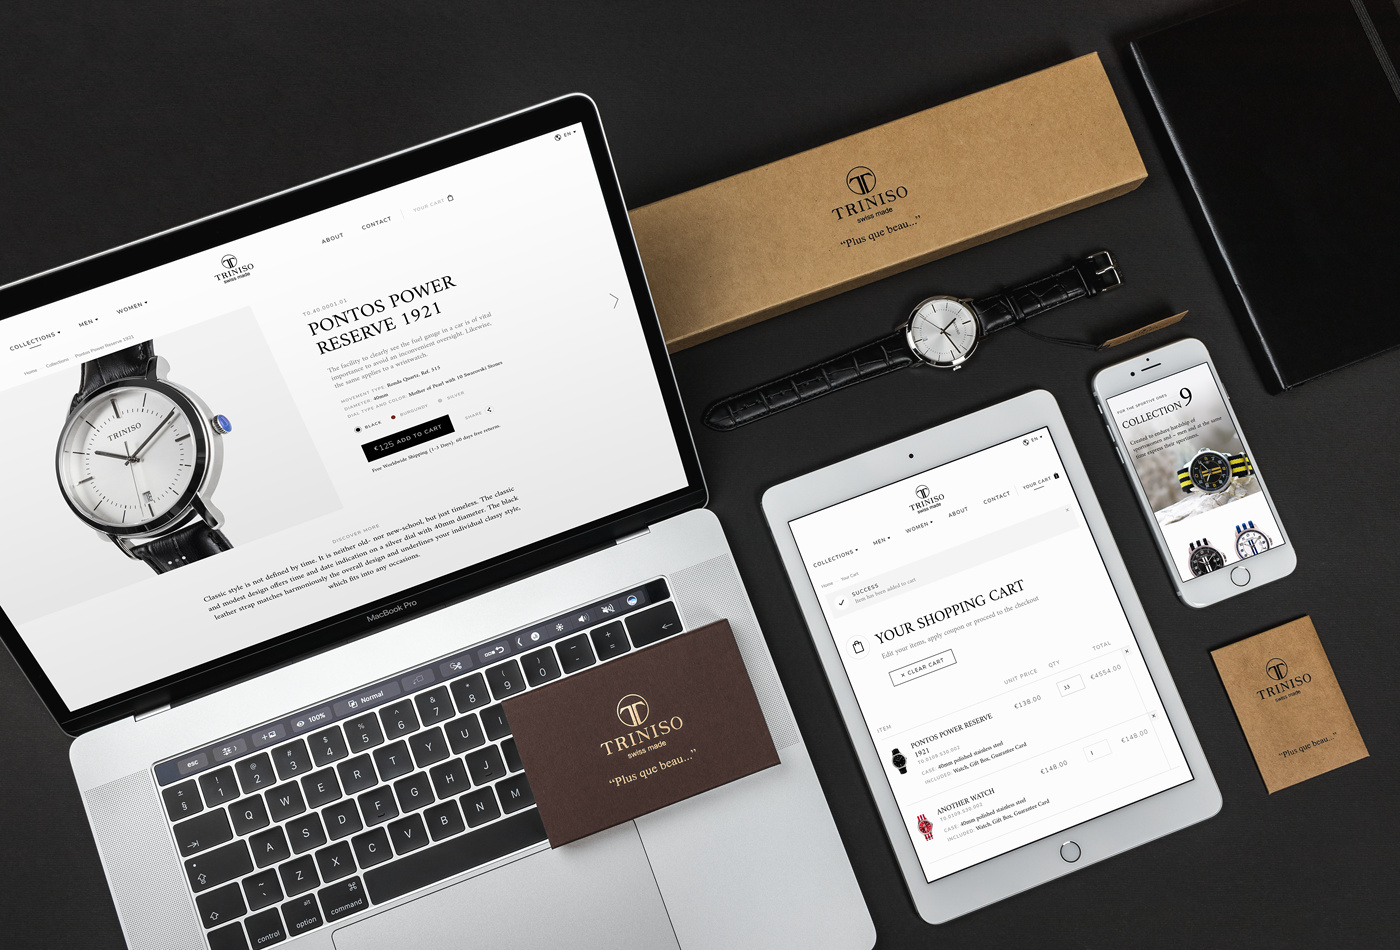 EN
YOUR CART
CONTACT
ABOUT
TRINISO
swiss made
WOMEN
MEN
COLLECTIONS
Home Collections Pontos Power Reserve 1921
T0.40.0001.01
PONTOS POWER
RESERVE 1921
The facility to clearly see the fuel gauge in a car is of vital
importance to avoid an inconvenient oversight. Likewise,
the same applies to a wristwatch.
MOVEMENT TYPE: Ronda Quartz, Ref. 515
DIAMETER: 40mm
DIAL TYPE AND COLOR: Mother of Pearl with 10 Swarovski Stones
BLACK BURGUNDY SILVER
€125 ADD TO CART
SHARE
Free Worldwide Shipping (1-3 Days). 60 days free returns.
TRINISO
DISCOVER MORE
Classic style is not defined by time. It is neither old- nor new-school, but just timeless. The classic
and modest design offers time and date indication on a silver dial with 40mm diameter. The black
leather strap matches harmoniously the overall design and underlines your individual classy style,
which fits into any occasions.
MacBook Pro
esc
100%
Normal
± § ! 1 @ 2 # 3 $ 4 % 5 ^ 6 & 7 * 8 ( 9 ) 0 _ - + =
Q W E R T Y U I
A S D F G H J
~ ` Z X C V B N
control
alt
option
⌘
command
TRINISO
swiss made
“Plus que beau...”
TRINISO
swiss made
“Plus que beau...”
EN
TRINISO
swiss made
COLLECTIONS
MEN
WOMEN
ABOUT
CONTACT
YOUR CART
Home Your Cart
SUCCESS
Item has been added to cart
YOUR SHOPPING CART
Edit your items, apply coupon or proceed to the checkout
× CLEAR CART
ITEM UNIT PRICE QTY TOTAL
PONTOS POWER RESERVE
1921
T0.0109.530.002
CASE: 40mm polished stainless steel
INCLUDED: Watch, Gift Box, Guarantee Card
€138.00 33 €4554.00
ANOTHER WATCH
T0.0109.530.002
CASE: 40mm polished stainless steel
INCLUDED: Watch, Gift Box, Guarantee Card
€148.00 1 €148.00
FOR THE SPORTIVE ONES
COLLECTION 9
Created to endure hardship of
sportswomen and - men and at the same
time express their sportiness.
TRINISO
swiss made
“Plus que beau...”